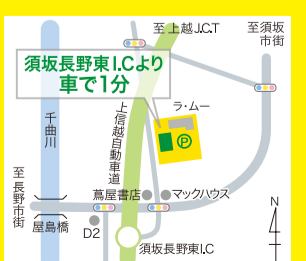 至上越J.C.T
至須坂
市街
須坂長野東I.Cより
車で1分
ラ・ムー
P
千曲川
上信越自動車道
至長野市街
蔦屋書店
マックハウス
屋島橋
D2
N
須坂長野東I.C